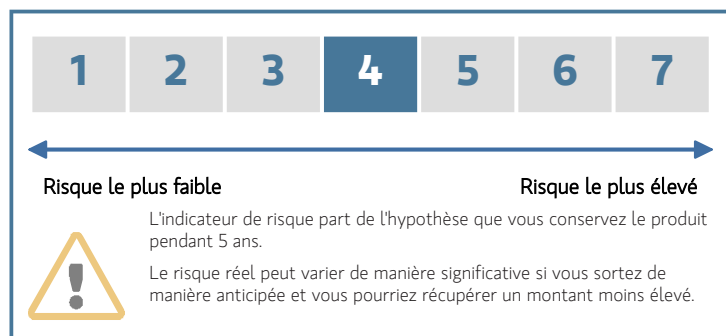 1 2 3 4 5 6 7
Risque le plus faible Risque le plus élevé
L'indicateur de risque part de l'hypothèse que vous conservez le produit
pendant 5 ans.
Le risque réel peut varier de manière significative si vous sortez de
manière anticipée et vous pourriez récupérer un montant moins élevé.